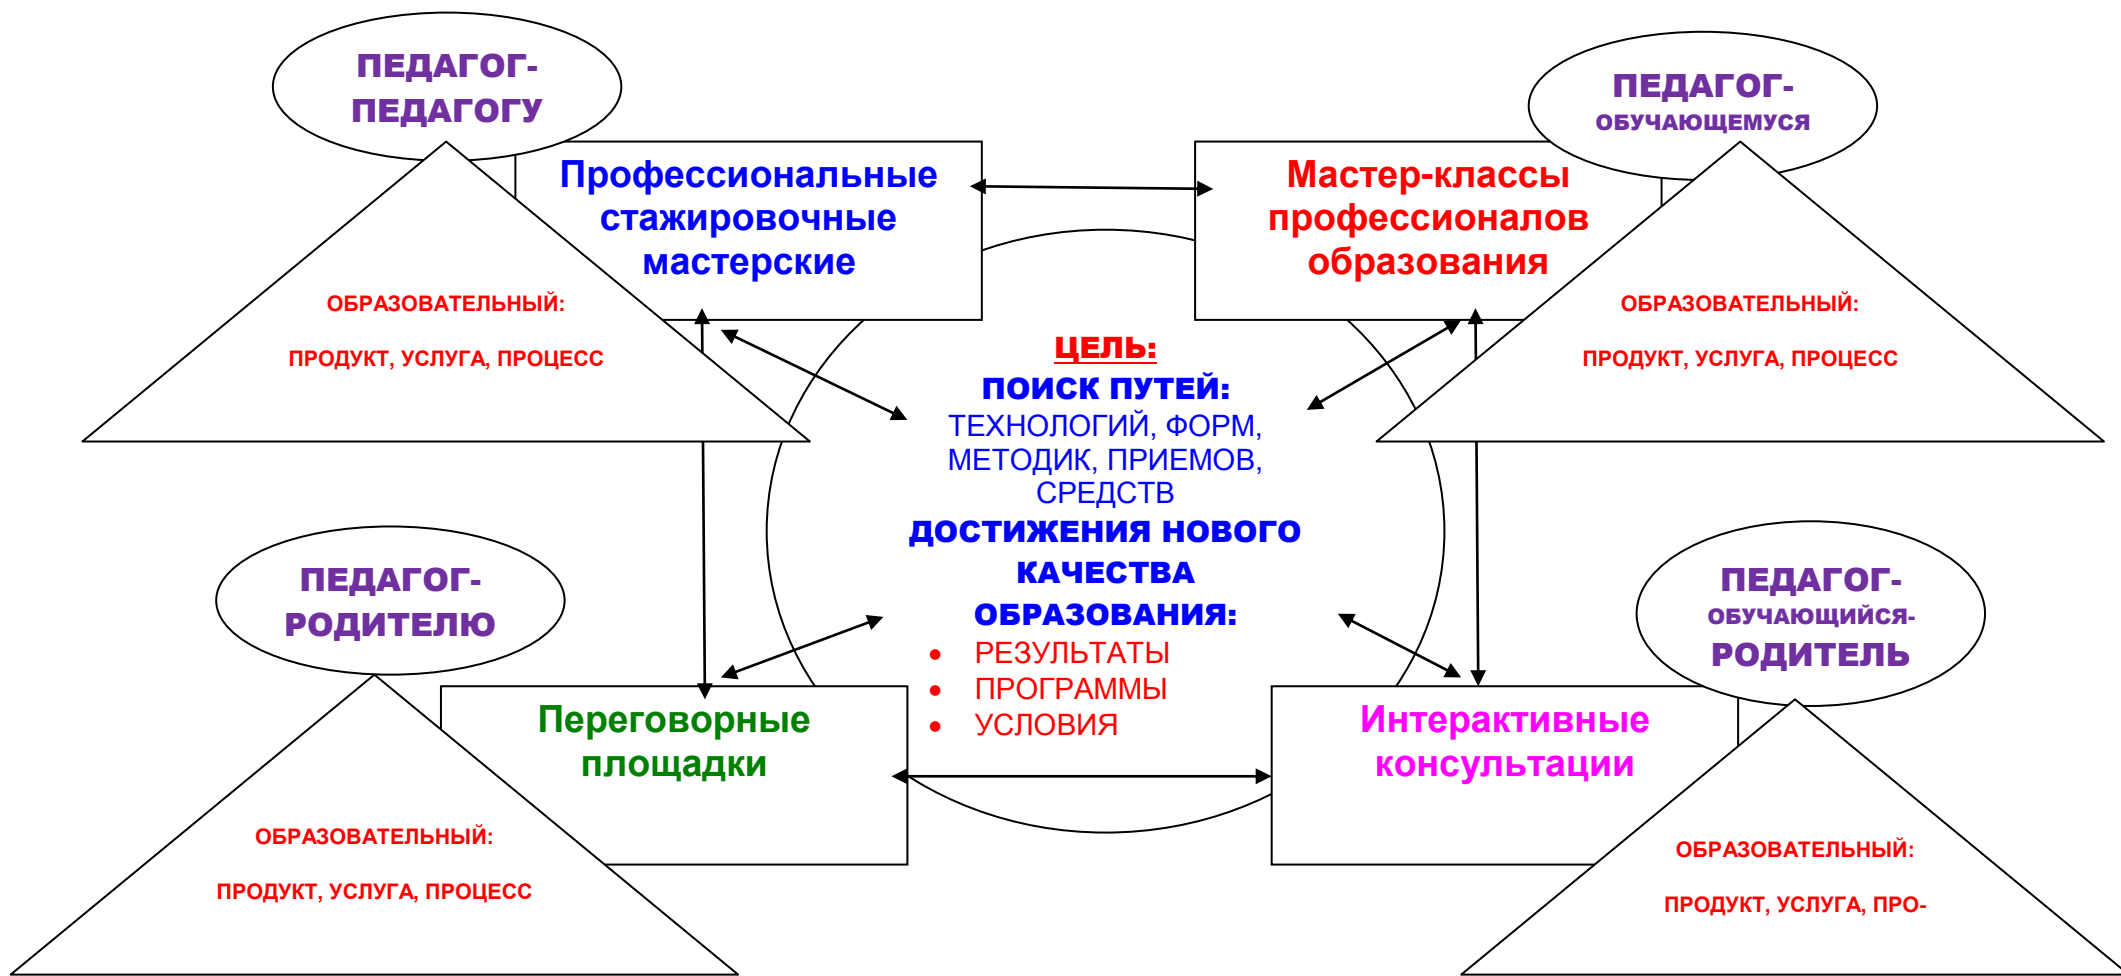 ПЕДАГОГ-
ПЕДАГОГУ
ПЕДАГОГ-
ОБУЧАЮЩЕМУСЯ
Профессиональные
стажировочные
мастерские
Мастер-классы
профессионалов
образования
ОБРАЗОВАТЕЛЬНЫЙ:
ПРОДУКТ, УСЛУГА, ПРОЦЕСС
ОБРАЗОВАТЕЛЬНЫЙ:
ПРОДУКТ, УСЛУГА, ПРОЦЕСС
ЦЕЛЬ:
ПОИСК ПУТЕЙ:
ТЕХНОЛОГИЙ, ФОРМ,
МЕТОДИК, ПРИЕМОВ,
СРЕДСТВ
ДОСТИЖЕНИЯ НОВОГО
КАЧЕСТВА
ОБРАЗОВАНИЯ:
• РЕЗУЛЬТАТЫ
• ПРОГРАММЫ
• УСЛОВИЯ
ПЕДАГОГ-
РОДИТЕЛЮ
ПЕДАГОГ-
ОБУЧАЮЩИЙСЯ-
РОДИТЕЛЬ
Переговорные
площадки
Интерактивные
консультации
ОБРАЗОВАТЕЛЬНЫЙ:
ПРОДУКТ, УСЛУГА, ПРОЦЕСС
ОБРАЗОВАТЕЛЬНЫЙ:
ПРОДУКТ, УСЛУГА, ПРО-